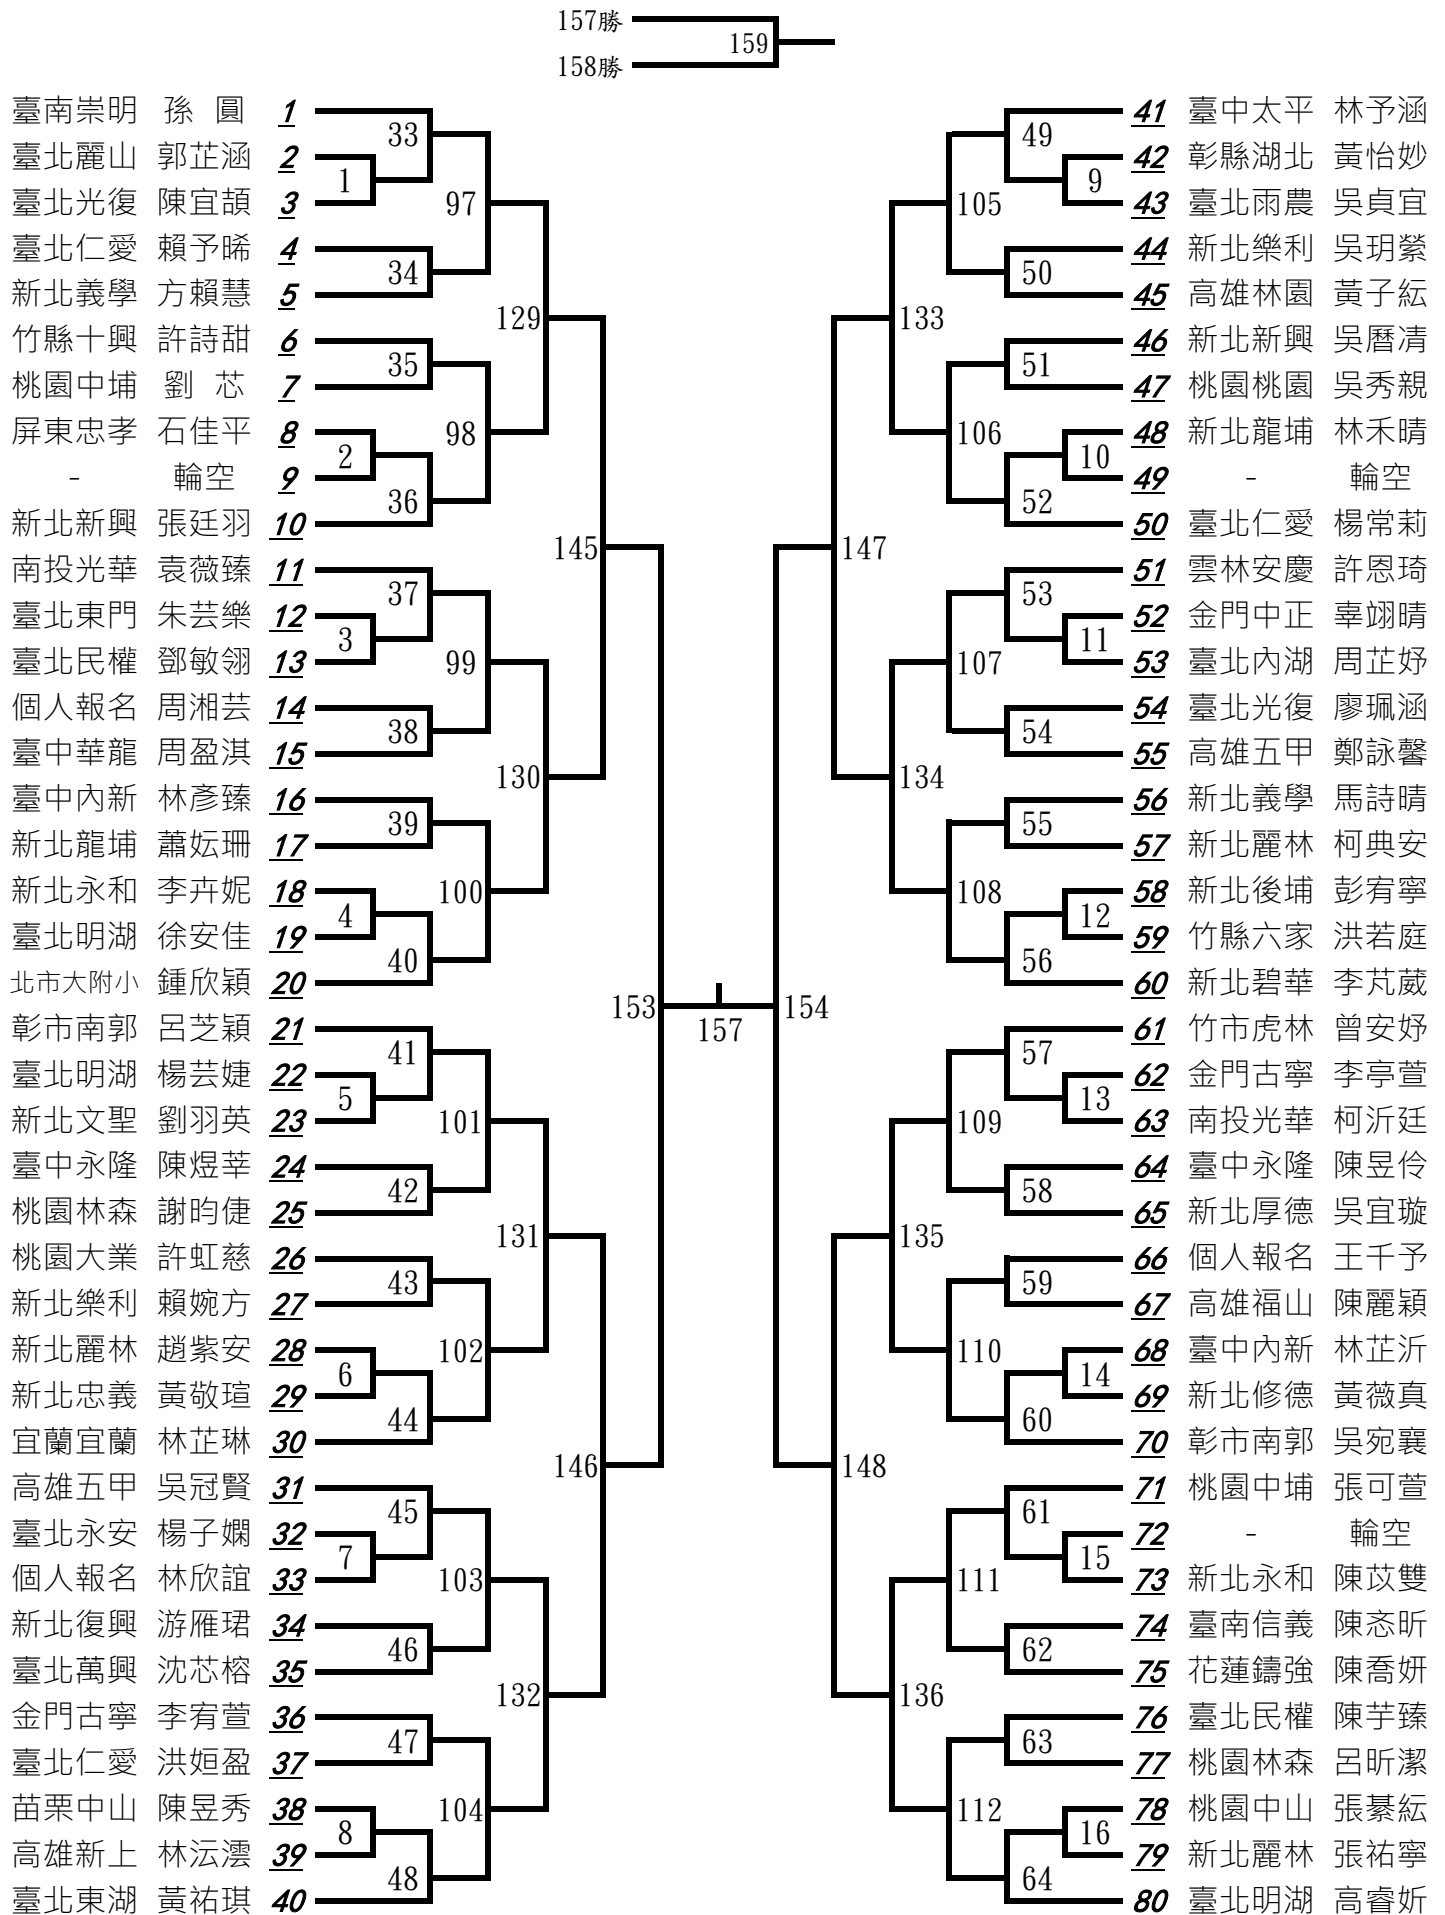 157勝
159
158勝
臺南崇明 孫 圓 1
臺北麗山 郭芷涵 2
臺北光復 陳宜頡 3
臺北仁愛 賴予晞 4
新北義學 方賴慧 5
竹縣十興 許詩甜 6
桃園中埔 劉 芯 7
屏東忠孝 石佳平 8
- 輪空 9
新北新興 張廷羽 10
南投光華 袁薇臻 11
臺北東門 朱芸樂 12
臺北民權 鄧敏翎 13
個人報名 周湘芸 14
臺中華龍 周盈淇 15
臺中內新 林彥臻 16
新北龍埔 蕭妘珊 17
新北永和 李卉妮 18
臺北明湖 徐安佳 19
北市大附小 鍾欣穎 20
彰市南郭 呂芝穎 21
臺北明湖 楊芸婕 22
新北文聖 劉羽英 23
臺中永隆 陳煜莘 24
桃園林森 謝昀倢 25
桃園大業 許虹慈 26
新北樂利 賴婉方 27
新北麗林 趙紫安 28
新北忠義 黃敬瑄 29
宜蘭宜蘭 林芷琳 30
高雄五甲 吳冠賢 31
臺北永安 楊子嫻 32
個人報名 林欣誼 33
新北復興 游雁珺 34
臺北萬興 沈芯榕 35
金門古寧 李宥萱 36
臺北仁愛 洪姮盈 37
苗栗中山 陳昱秀 38
高雄新上 林沄澐 39
臺北東湖 黃祐琪 40
33
1
97
34
129
35
98
2
36
145
37
3
99
38
130
39
100
4
40
153
41
5
101
42
131
43
102
6
44
146
45
7
103
46
132
47
104
8
48
157
154
49
9
105
50
133
51
106
10
52
147
53
11
107
54
134
55
108
12
56
57
13
109
58
135
59
110
14
60
148
61
15
111
62
136
63
112
16
64
41 臺中太平 林予涵
42 彰縣湖北 黃怡妙
43 臺北雨農 吳貞宜
44 新北樂利 吳玥縈
45 高雄林園 黃子紜
46 新北新興 吳曆凊
47 桃園桃園 吳秀親
48 新北龍埔 林禾晴
49 - 輪空
50 臺北仁愛 楊常莉
51 雲林安慶 許恩琦
52 金門中正 辜翊晴
53 臺北內湖 周芷妤
54 臺北光復 廖珮涵
55 高雄五甲 鄭詠馨
56 新北義學 馬詩晴
57 新北麗林 柯典安
58 新北後埔 彭宥寧
59 竹縣六家 洪若庭
60 新北碧華 李芃葳
61 竹市虎林 曾安妤
62 金門古寧 李亭萱
63 南投光華 柯沂廷
64 臺中永隆 陳昱伶
65 新北厚德 吳宜璇
66 個人報名 王千予
67 高雄福山 陳麗穎
68 臺中內新 林芷沂
69 新北修德 黃薇真
70 彰市南郭 吳宛襄
71 桃園中埔 張可萱
72 - 輪空
73 新北永和 陳苡雙
74 臺南信義 陳忞昕
75 花蓮鑄強 陳喬妍
76 臺北民權 陳芋臻
77 桃園林森 呂昕潔
78 桃園中山 張綦紜
79 新北麗林 張祐寧
80 臺北明湖 高睿妡